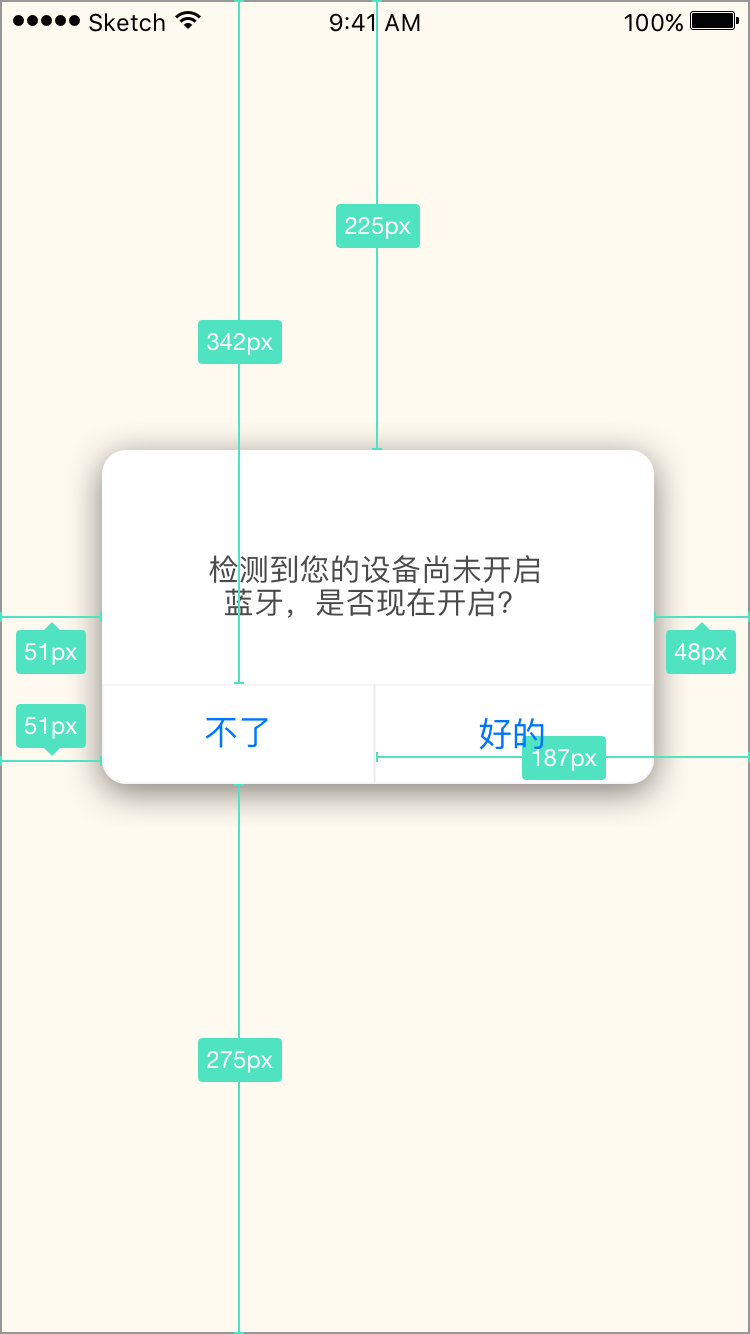 Sketch 9:41 AM 100%
225px
342px
检测到您的设备尚未开启
蓝牙，是否现在开启？
51px 48px
51px
不了 好的
187px
275px